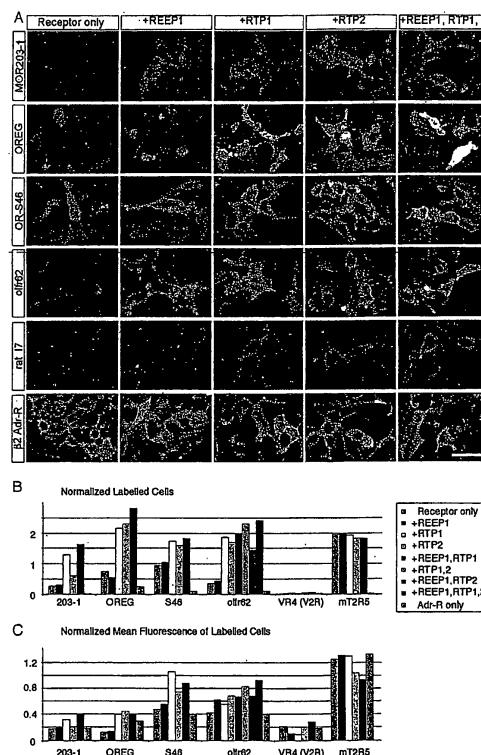 A
Receptor only
+REEP1
+RTP1
+RTP2
+REEP1, RTP1,
MOR203-1
OREG
OR-S46
olfr62
rat I7
β2 Adr-R
B
Normalized Labelled Cells
2
1
0
203-1
OREG
S46
olfr62
VR4 (V2R)
mT2R5
Receptor only
+REEP1
+RTP1
+RTP2
+REEP1,RTP1
+RTP1,2
+REEP1,RTP2
+REEP1,RTP1,
Adr-R only
C
Normalized Mean Fluorescence of Labelled Cells
1.2
0.8
0.4
0
203-1
OREG
S46
olfr62
VR4 (V2R)
mT2R5